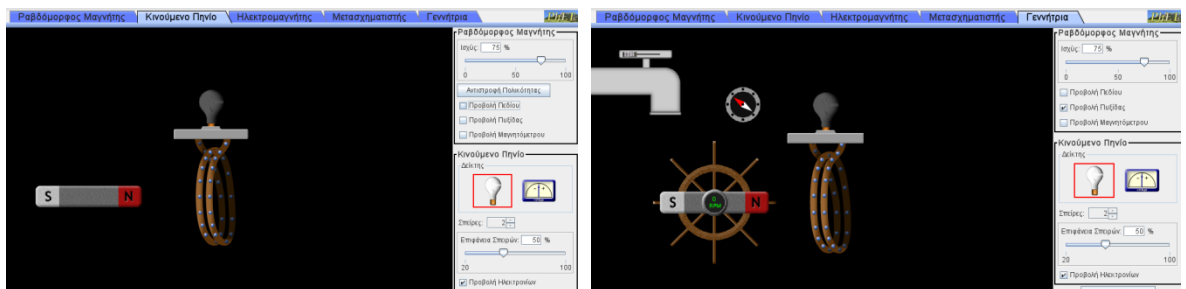 Ραβδόμορφος Μαγνήτης Κινούμενο Πηνίο Ηλεκτρομαγνήτης Μετασχηματιστής Γεννήτρια
Ραβδόμορφος Μαγνήτης
Ισχύς: 75 %
0 50 100
Αντιστροφή Πολικότητας
Προβολή Πεδίου
Προβολή Πυξίδας
Προβολή Μαγνητόμετρου
S N
Κινούμενο Πηνίο
Δείκτης
Σπείρες: 2
Επιφάνεια Σπειρών: 50 %
20 100
Προβολή Ηλεκτρονίων
Ραβδόμορφος Μαγνήτης Κινούμενο Πηνίο Ηλεκτρομαγνήτης Μετασχηματιστής Γεννήτρια
Ραβδόμορφος Μαγνήτης
Ισχύς: 75 %
0 50 100
Προβολή Πεδίου
Προβολή Πυξίδας
Προβολή Μαγνητόμετρου
S 0 RPM N
Κινούμενο Πηνίο
Δείκτης
Σπείρες: 2
Επιφάνεια Σπειρών: 50 %
20 100
Προβολή Ηλεκτρονίων